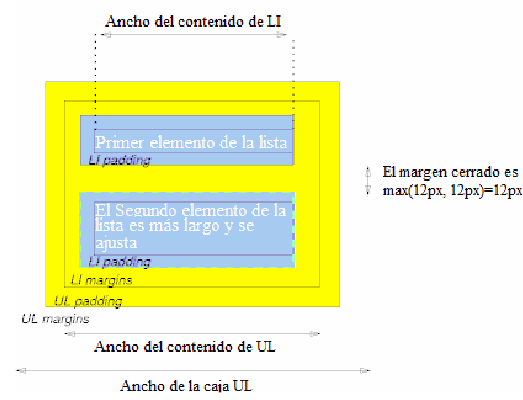 Ancho del contenido de LI
Primer elemento de la lista
LI padding
El margen cerrado es
max(12px, 12px)=12px
El Segundo elemento de la
lista es más largo y se
ajusta
LI padding
LI margins
UL padding
UL margins
Ancho del contenido de UL
Ancho de la caja UL